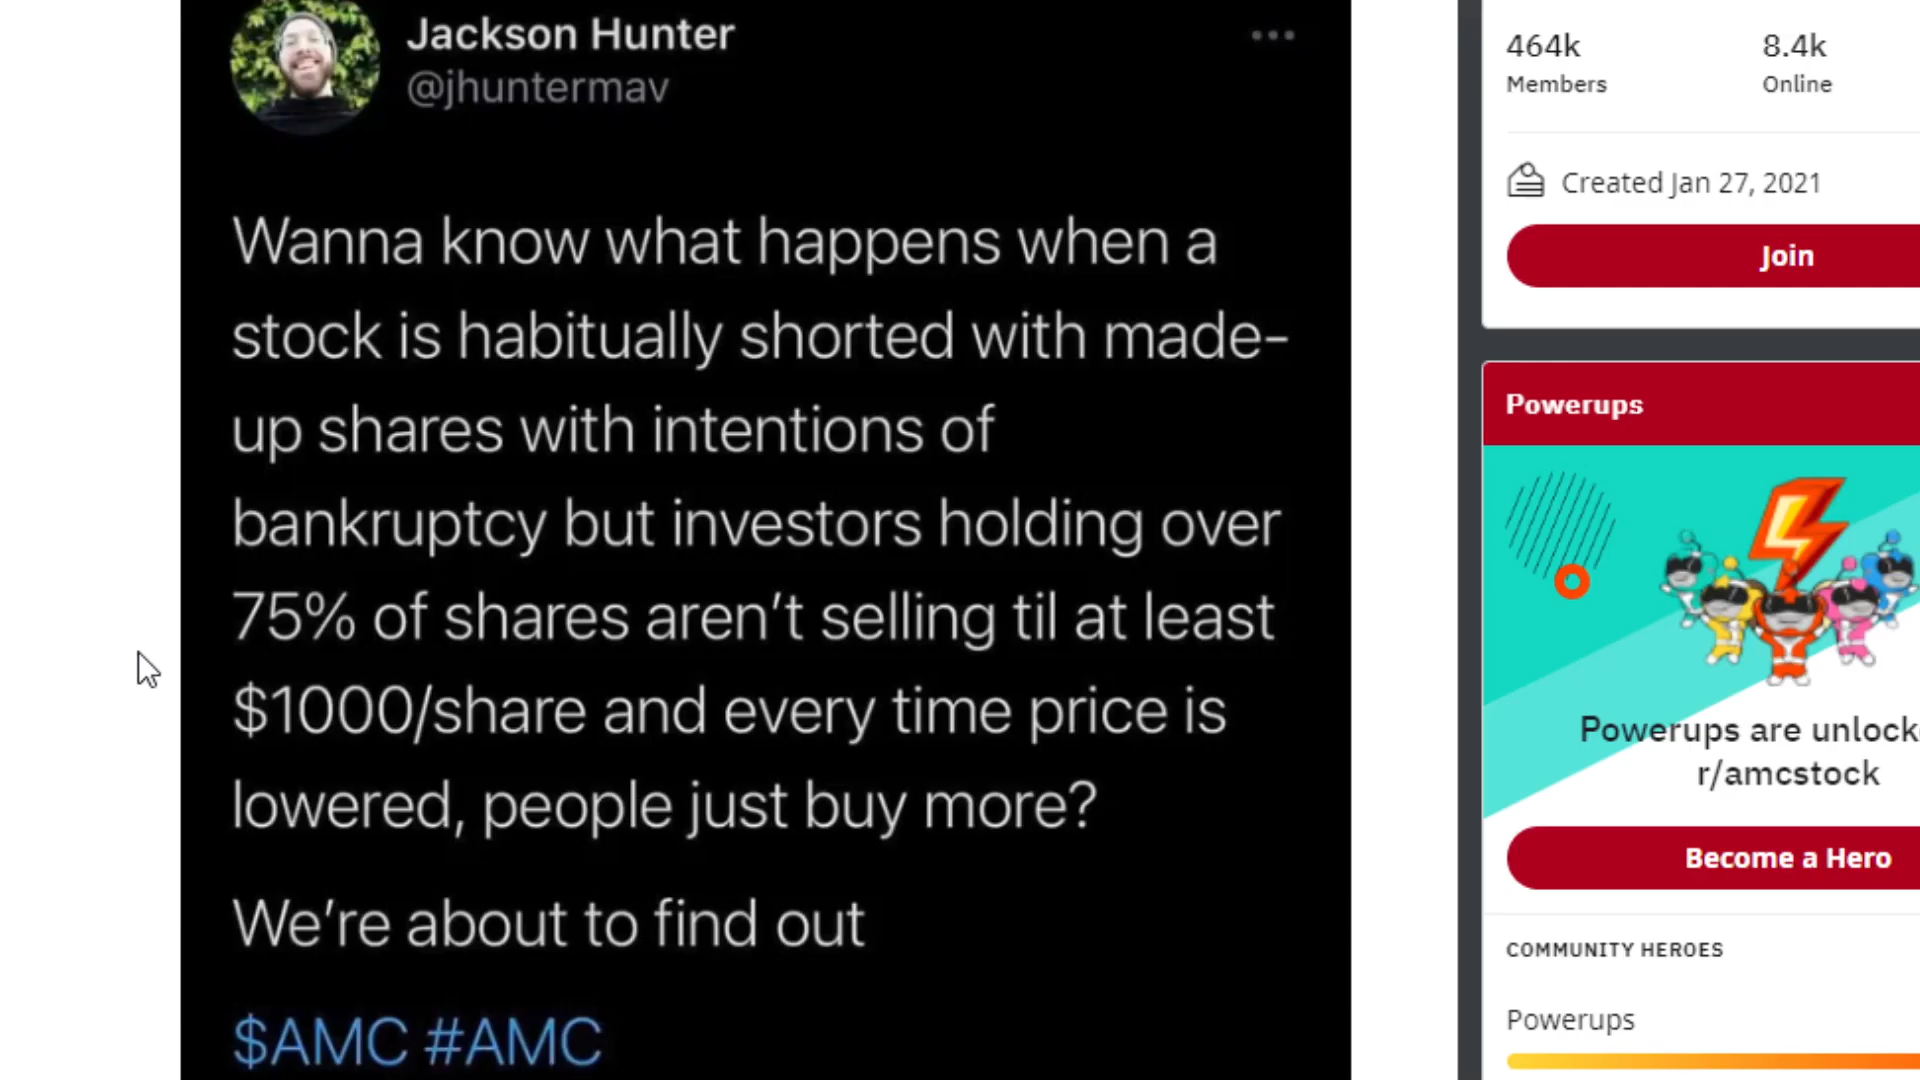 Jackson Hunter
@jhuntermav
Wanna know what happens when a
stock is habitually shorted with made-
up shares with intentions of
bankruptcy but investors holding over
75% of shares aren't selling til at least
$1000/share and every time price is
lowered, people just buy more?
We're about to find out
$AMC #AMC
464k 8.4k
Members Online
Created Jan 27, 2021
Join
Powerups
Powerups are
r/amcstock
Become a Hero
COMMUNITY HEROES
Powerups